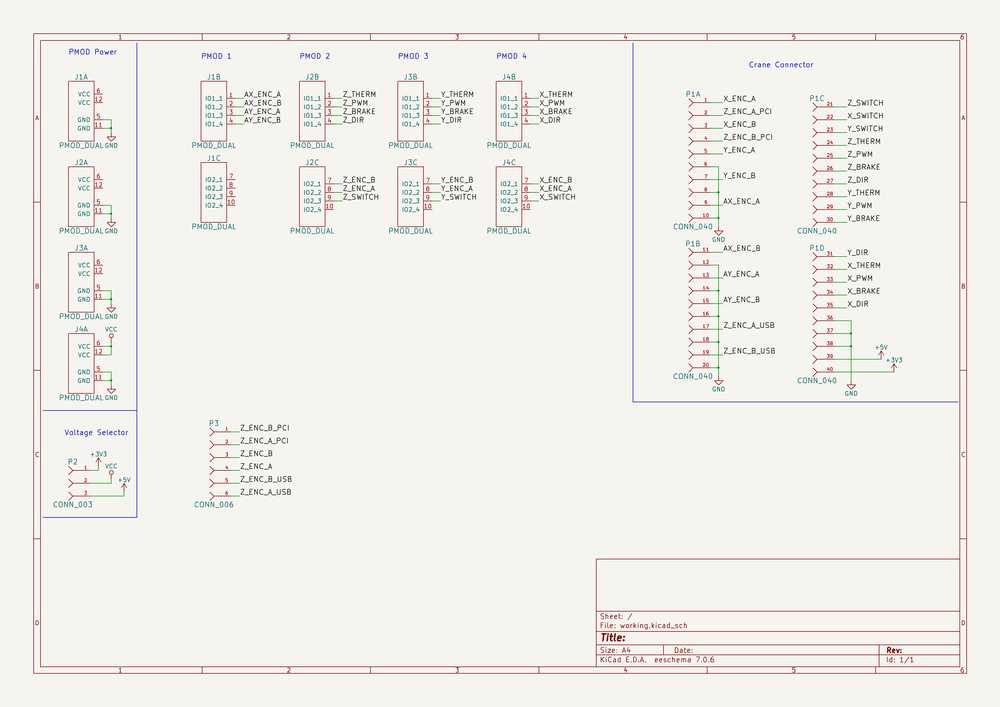 1 2 3 4 5 6
A B C D
PMOD Power
J1A
VCC 6
VCC 12
GND 5
GND 11
PMOD_DUAL GND
J2A
VCC 6
VCC 12
GND 5
GND 11
PMOD_DUAL GND
J3A
VCC 6
VCC 12
GND 5
GND 11
PMOD_DUAL GND
J4A VCC
VCC 6
VCC 12
GND 5
GND 11
PMOD_DUAL GND
Voltage Selector
P2 +3V3 VCC +5V
1
2
3
CONN_003
PMOD 1
J1B
IO1_1 1 AX_ENC_A
IO1_2 2 AX_ENC_B
IO1_3 3 AY_ENC_A
IO1_4 4 AY_ENC_B
PMOD_DUAL
J1C
IO2_1 7
IO2_2 8
IO2_3 9
IO2_4 10
PMOD_DUAL
PMOD 2
J2B
IO1_1 1 Z_THERM
IO1_2 2 Z_PWM
IO1_3 3 Z_BRAKE
IO1_4 4 Z_DIR
PMOD_DUAL
J2C
IO2_1 7 Z_ENC_B
IO2_2 8 Z_ENC_A
IO2_3 9 Z_SWITCH
IO2_4 10
PMOD_DUAL
PMOD 3
J3B
IO1_1 1 Y_THERM
IO1_2 2 Y_PWM
IO1_3 3 Y_BRAKE
IO1_4 4 Y_DIR
PMOD_DUAL
J3C
IO2_1 7 Y_ENC_B
IO2_2 8 Y_ENC_A
IO2_3 9 Y_SWITCH
IO2_4 10
PMOD_DUAL
PMOD 4
J4B
IO1_1 1 X_THERM
IO1_2 2 X_PWM
IO1_3 3 X_BRAKE
IO1_4 4 X_DIR
PMOD_DUAL
J4C
IO2_1 7 X_ENC_B
IO2_2 8 X_ENC_A
IO2_3 9 X_SWITCH
IO2_4 10
PMOD_DUAL
P3
1 Z_ENC_B_PCI
2 Z_ENC_A_PCI
3 Z_ENC_B
4 Z_ENC_A
5 Z_ENC_B_USB
6 Z_ENC_A_USB
CONN_006
Crane Connector
P1A
1 X_ENC_A
2 Z_ENC_A_PCI
3 X_ENC_B
4 Z_ENC_B_PCI
5 Y_ENC_A
6
7 Y_ENC_B
8
9 AX_ENC_A
10
CONN_040
GND
P1B
11 AX_ENC_B
12
13 AY_ENC_A
14
15 AY_ENC_B
16
17 Z_ENC_A_USB
18
19 Z_ENC_B_USB
20
CONN_040
GND
P1C
21 Z_SWITCH
22 X_SWITCH
23 Y_SWITCH
24 Z_THERM
25 Z_PWM
26 Z_BRAKE
27 Z_DIR
28 Y_THERM
29 Y_PWM
30 Y_BRAKE
CONN_040
P1D
31 Y_DIR
32 X_THERM
33 X_PWM
34 X_BRAKE
35 X_DIR
36
37
38
39 +5V
40 +3V3
CONN_040
GND
Sheet: /
File: working.kicad_sch
Title:
Size: A4 Date: Rev:
KiCad E.D.A. eeschema 7.0.6 Id: 1/1
A B C D
1 2 3 4 5 6